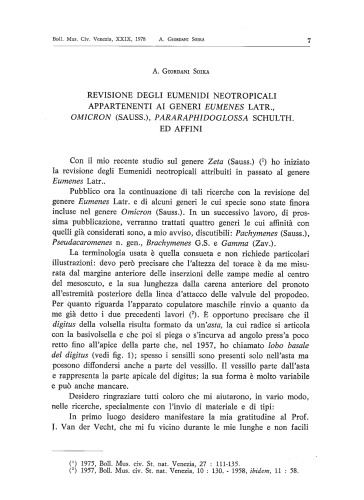 Boll. Mus. Civ. Venezia, XXIX, 1978 A. Giordani Soika 7
A. Giordani Soika
REVISIONE DEGLI EUMENIDI NEOTROPICALI
APPARTENENTI AI GENERI EUMENES LATR.,
OMICRON (SAUSS.), PARARAPHIDOGLOSSA SCHULTH.
ED AFFINI
Con il mio recente studio sul genere Zeta (Sauss.) (¹) ho iniziato
la revisione degli Eumenidi neotropicali attribuiti in passato al genere
Eumenes Latr..
Pubblico ora la continuazione di tali ricerche con la revisione del
genere Eumenes Latr. e di alcuni generi le cui specie sono state finora
incluse nel genere Omicron (Sauss.). In un successivo lavoro, di pros-
sima pubblicazione, verranno trattati quattro generi le cui affinità con
quelli già considerati sono, a mio avviso, discutibili: Pachymenes (Sauss.),
Pseudacaromenes n. gen., Brachymenes G.S. e Gamma (Zav.).
La terminologia usata è quella consueta e non richiede particolari
illustrazioni: devo però precisare che l'altezza del torace è da me misu-
rata dal margine anteriore delle inserzioni delle zampe medie al centro
del mesoscuto, e la sua lunghezza dalla carena anteriore del pronoto
all'estremità posteriore della linea d'attacco delle valvule del propodeo.
Per quanto riguarda l'apparato copulatore maschile rinvio a quanto da
me già detto i due precedenti lavori (²). È opportuno precisare che il
digitus della volsella risulta formato da un'asta, la cui radice si articola
con la basivolsella e che poi si piega o s'incurva ad angolo press'a poco
retto fino all'apice della parte che, nel 1957, ho chiamato lobo basale
del digitus (vedi fig. 1); spesso i sensilli sono presenti solo nell'asta ma
possono diffondersi anche a parte del vessillo. Il vessillo parte dall'asta
e rappresenta la parte apicale del digitus; la sua forma è molto variabile
e può anche mancare.
Desidero ringraziare tutti coloro che mi aiutarono, in vario modo,
nelle ricerche, specialmente con l'invio di materiale e di tipi:
In primo luogo desidero manifestare la mia gratitudine al Prof.
J. Van der Vecht, che mi fu vicino durante le mie lunghe e non facili
(¹) 1975, Boll. Mus. civ. St. nat. Venezia, 27 : 111-135.
(²) 1957, Boll. Mus. civ. St. nat. Venezia, 10 : 130. - 1958, ibidem, 11 : 58.